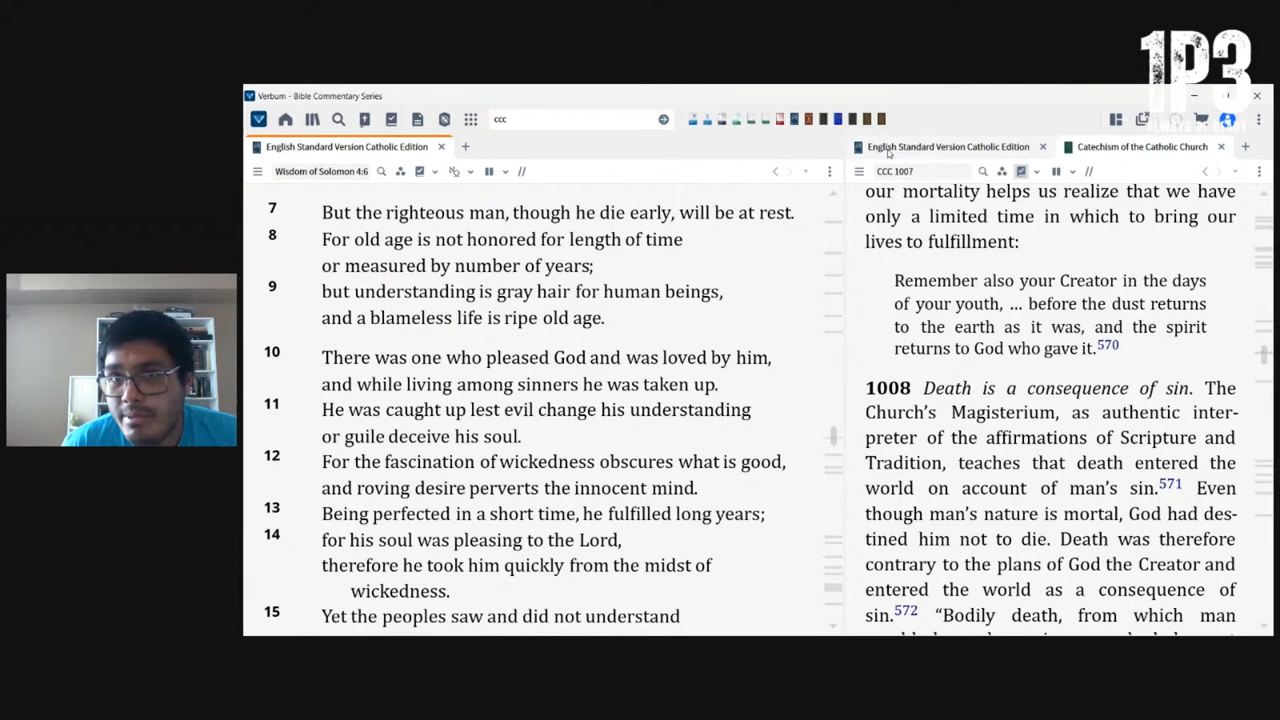 1P3
ALWAYS BE READY
Verbum - Bible Commentary Series
ccc
English Standard Version Catholic Edition
Wisdom of Solomon 4:6
7 But the righteous man, though he die early, will be at rest.
8 For old age is not honored for length of time
or measured by number of years;
9 but understanding is gray hair for human beings,
and a blameless life is ripe old age.
10 There was one who pleased God and was loved by him,
and while living among sinners he was taken up.
11 He was caught up lest evil change his understanding
or guile deceive his soul.
12 For the fascination of wickedness obscures what is good,
and roving desire perverts the innocent mind.
13 Being perfected in a short time, he fulfilled long years;
14 for his soul was pleasing to the Lord,
therefore he took him quickly from the midst of
wickedness.
15 Yet the peoples saw and did not understand
English Standard Version Catholic Edition
Catechism of the Catholic Church
CCC 1007
our mortality helps us realize that we have
only a limited time in which to bring our
lives to fulfillment:
Remember also your Creator in the days
of your youth, … before the dust returns
to the earth as it was, and the spirit
returns to God who gave it.570
1008 Death is a consequence of sin. The
Church's Magisterium, as authentic inter-
preter of the affirmations of Scripture and
Tradition, teaches that death entered the
world on account of man's sin.571 Even
though man's nature is mortal, God had des-
tined him not to die. Death was therefore
contrary to the plans of God the Creator and
entered the world as a consequence of
sin.572 "Bodily death, from which man